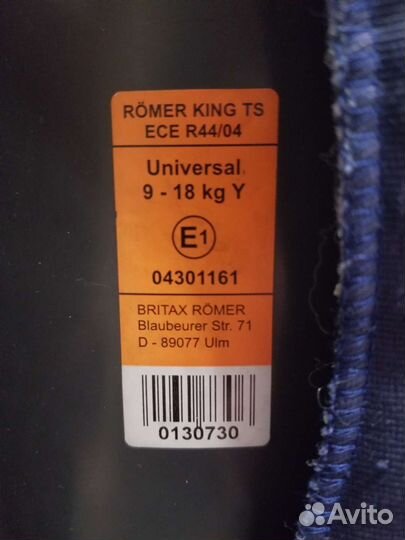 RÖMER KING TS
ECE R44/04
Universal
9 - 18 kg Y
E1
04301161
BRITAX RÖMER
Blaubeurer Str. 71
D - 89077 Ulm
0130730
Avito